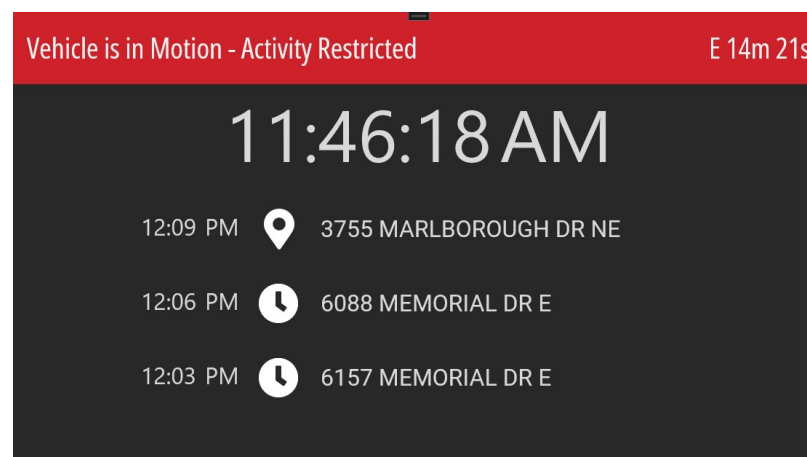 Vehicle is in Motion - Activity Restricted E 14m 21s
11:46:18 AM
12:09 PM 3755 MARLBOROUGH DR NE
12:06 PM 6088 MEMORIAL DR E
12:03 PM 6157 MEMORIAL DR E